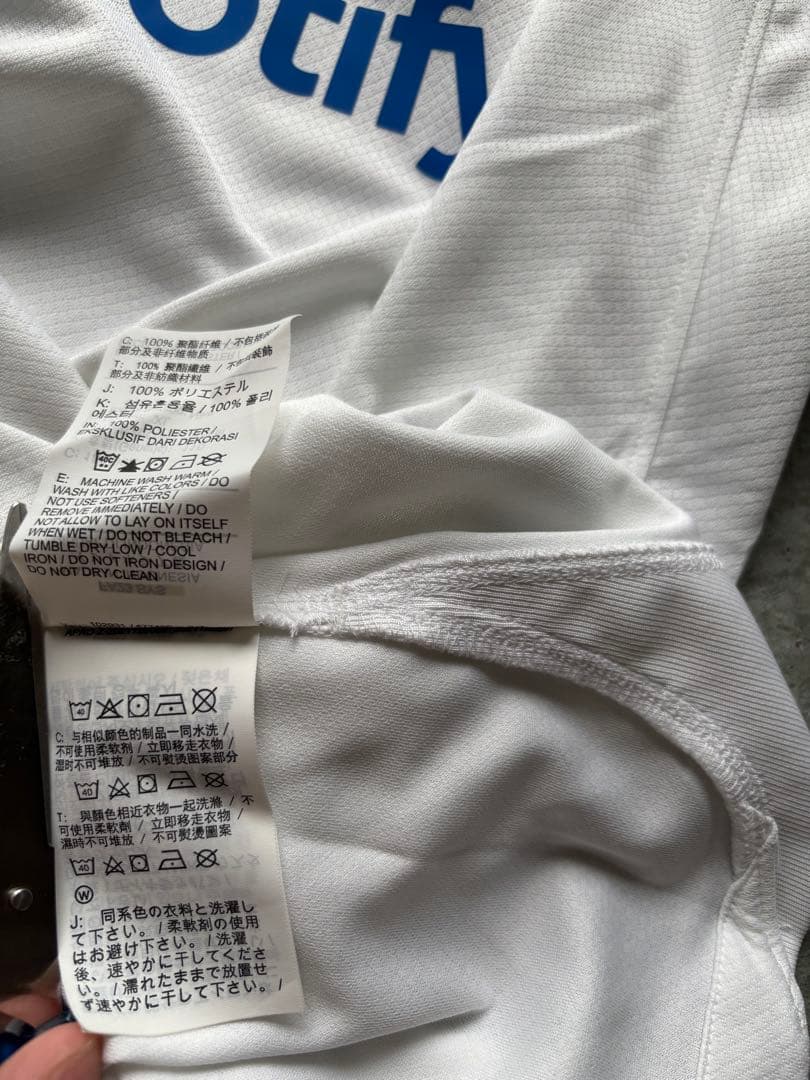 otify
C: 100% 聚酯纤维 / 不包括装饰
部分及非纤维物质
T: 100% 聚酯纖維 / 不包括裝飾
部分及非紡織材料
J: 100% ポリエステル
K: 섬유혼용율 / 100% 폴리
에스터
IN: 100% POLIESTER /
EKSKLUSIF DARI DEKORASI
40C
E: MACHINE WASH WARM /
WASH WITH LIKE COLORS / DO
NOT USE SOFTENERS /
REMOVE IMMEDIATELY / DO
NOT ALLOW TO LAY ON ITSELF
WHEN WET / DO NOT BLEACH /
TUMBLE DRY LOW / COOL
IRON / DO NOT IRON DESIGN /
DO NOT DRY CLEAN
40
C: 与相似颜色的制品一同水洗 /
不可使用柔软剂 / 立即移走衣物 /
湿时不可堆放 / 不可熨烫图案部分
40
T: 與顏色相近衣物一起洗滌 / 不
可使用柔軟劑 / 立即移走衣物 /
濕時不可堆放 / 不可熨燙圖案
40
W
J: 同系色の衣料と洗濯し
て下さい。/ 柔軟剤の使用
はお避け下さい。/ 洗濯
後、速やかに干してくださ
い。/ 濡れたままで放置せ
ず速やかに干して下さい。/